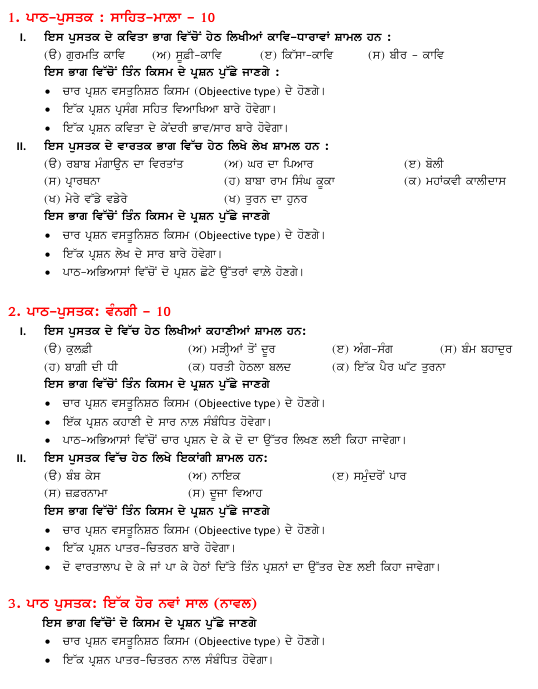 1. ਪਾਠ-ਪੁਸਤਕ : ਸਾਹਿਤ-ਮਾਲਾ - 10
I. ਇਸ ਪੁਸਤਕ ਦੇ ਕਵਿਤਾ ਭਾਗ ਵਿੱਚੋਂ ਹੇਠ ਲਿਖੀਆਂ ਕਾਵਿ-ਧਾਰਾਵਾਂ ਸ਼ਾਮਲ ਹਨ :
(ੳ) ਗੁਰਮਤਿ ਕਾਵਿ (ਅ) ਸੂਫ਼ੀ-ਕਾਵਿ (ੲ) ਕਿੱਸਾ-ਕਾਵਿ (ਸ) ਬੀਰ - ਕਾਵਿ
ਇਸ ਭਾਗ ਵਿੱਚੋਂ ਤਿੰਨ ਕਿਸਮ ਦੇ ਪ੍ਰਸ਼ਨ ਪੁੱਛੇ ਜਾਣਗੇ :
• ਚਾਰ ਪ੍ਰਸ਼ਨ ਵਸਤੂਨਿਸ਼ਠ ਕਿਸਮ (Objeective type) ਦੇ ਹੋਣਗੇ।
• ਇੱਕ ਪ੍ਰਸ਼ਨ ਪ੍ਰਸੰਗ ਸਹਿਤ ਵਿਆਖਿਆ ਬਾਰੇ ਹੋਵੇਗਾ।
• ਇੱਕ ਪ੍ਰਸ਼ਨ ਕਵਿਤਾ ਦੇ ਕੇਂਦਰੀ ਭਾਵ/ਸਾਰ ਬਾਰੇ ਹੋਵੇਗਾ।
II. ਇਸ ਪੁਸਤਕ ਦੇ ਵਾਰਤਕ ਭਾਗ ਵਿੱਚ ਹੇਠ ਲਿਖੇ ਲੇਖ ਸ਼ਾਮਲ ਹਨ :
(ੳ) ਰਬਾਬ ਮੰਗਾਉਨ ਦਾ ਵਿਰਤਾਂਤ (ਅ) ਘਰ ਦਾ ਪਿਆਰ (ੲ) ਬੋਲੀ
(ਸ) ਪ੍ਰਾਰਥਨਾ (ਹ) ਬਾਬਾ ਰਾਮ ਸਿੰਘ ਕੂਕਾ (ਕ) ਮਹਾਂਕਵੀ ਕਾਲੀਦਾਸ
(ਖ) ਮੇਰੇ ਵੱਡੇ ਵਡੇਰੇ (ਖ) ਤੁਰਨ ਦਾ ਹੁਨਰ
ਇਸ ਭਾਗ ਵਿੱਚੋਂ ਤਿੰਨ ਕਿਸਮ ਦੇ ਪ੍ਰਸ਼ਨ ਪੁੱਛੇ ਜਾਣਗੇ
• ਚਾਰ ਪ੍ਰਸ਼ਨ ਵਸਤੂਨਿਸ਼ਠ ਕਿਸਮ (Objeective type) ਦੇ ਹੋਣਗੇ।
• ਇੱਕ ਪ੍ਰਸ਼ਨ ਲੇਖ ਦੇ ਸਾਰ ਬਾਰੇ ਹੋਵੇਗਾ।
• ਪਾਠ-ਅਭਿਆਸਾਂ ਵਿੱਚੋਂ ਦੋ ਪ੍ਰਸ਼ਨ ਛੋਟੇ ਉੱਤਰਾਂ ਵਾਲੇ ਹੋਣਗੇ।
2. ਪਾਠ-ਪੁਸਤਕ: ਵੰਨਗੀ - 10
I. ਇਸ ਪੁਸਤਕ ਦੇ ਵਿੱਚ ਹੇਠ ਲਿਖੀਆਂ ਕਹਾਣੀਆਂ ਸ਼ਾਮਲ ਹਨ:
(ੳ) ਕੁਲਫ਼ੀ (ਅ) ਮੜ੍ਹੀਆਂ ਤੋਂ ਦੂਰ (ੲ) ਅੰਗ-ਸੰਗ (ਸ) ਬੰਮ ਬਹਾਦੁਰ
(ਹ) ਬਾਗ਼ੀ ਦੀ ਧੀ (ਕ) ਧਰਤੀ ਹੇਠਲਾ ਬਲਦ (ਕ) ਇੱਕ ਪੈਰ ਘੱਟ ਤੁਰਨਾ
ਇਸ ਭਾਗ ਵਿੱਚੋਂ ਤਿੰਨ ਕਿਸਮ ਦੇ ਪ੍ਰਸ਼ਨ ਪੁੱਛੇ ਜਾਣਗੇ
• ਚਾਰ ਪ੍ਰਸ਼ਨ ਵਸਤੂਨਿਸ਼ਠ ਕਿਸਮ (Objeective type) ਦੇ ਹੋਣਗੇ।
• ਇੱਕ ਪ੍ਰਸ਼ਨ ਕਹਾਣੀ ਦੇ ਸਾਰ ਨਾਲ਼ ਸੰਬੰਧਿਤ ਹੋਵੇਗਾ।
• ਪਾਠ-ਅਭਿਆਸਾਂ ਵਿੱਚੋਂ ਚਾਰ ਪ੍ਰਸ਼ਨ ਦੇ ਕੇ ਦੋ ਦਾ ਉੱਤਰ ਲਿਖਣ ਲਈ ਕਿਹਾ ਜਾਵੇਗਾ।
II. ਇਸ ਪੁਸਤਕ ਵਿੱਚ ਹੇਠ ਲਿਖੇ ਇਕਾਂਗੀ ਸ਼ਾਮਲ ਹਨ:
(ੳ) ਬੰਬ ਕੇਸ (ਅ) ਨਾਇਕ (ੲ) ਸਮੁੰਦਰੋਂ ਪਾਰ
(ਸ) ਜ਼ਫ਼ਰਨਾਮਾ (ਸ) ਦੂਜਾ ਵਿਆਹ
ਇਸ ਭਾਗ ਵਿੱਚੋਂ ਤਿੰਨ ਕਿਸਮ ਦੇ ਪ੍ਰਸ਼ਨ ਪੁੱਛੇ ਜਾਣਗੇ
• ਚਾਰ ਪ੍ਰਸ਼ਨ ਵਸਤੂਨਿਸ਼ਠ ਕਿਸਮ (Objeective type) ਦੇ ਹੋਣਗੇ।
• ਇੱਕ ਪ੍ਰਸ਼ਨ ਪਾਤਰ-ਚਿਤਰਨ ਬਾਰੇ ਹੋਵੇਗਾ।
• ਦੋ ਵਾਰਤਾਲਾਪ ਦੇ ਕੇ ਜਾਂ ਪਾ ਕੇ ਹੇਠਾਂ ਦਿੱਤੇ ਤਿੰਨ ਪ੍ਰਸ਼ਨਾਂ ਦਾ ਉੱਤਰ ਦੇਣ ਲਈ ਕਿਹਾ ਜਾਵੇਗਾ।
3. ਪਾਠ ਪੁਸਤਕ: ਇੱਕ ਹੋਰ ਨਵਾਂ ਸਾਲ (ਨਾਵਲ)
ਇਸ ਭਾਗ ਵਿੱਚੋਂ ਦੋ ਕਿਸਮ ਦੇ ਪ੍ਰਸ਼ਨ ਪੁੱਛੇ ਜਾਣਗੇ
• ਚਾਰ ਪ੍ਰਸ਼ਨ ਵਸਤੂਨਿਸ਼ਠ ਕਿਸਮ (Objeective type) ਦੇ ਹੋਣਗੇ।
• ਇੱਕ ਪ੍ਰਸ਼ਨ ਪਾਤਰ-ਚਿਤਰਨ ਨਾਲ ਸੰਬੰਧਿਤ ਹੋਵੇਗਾ।